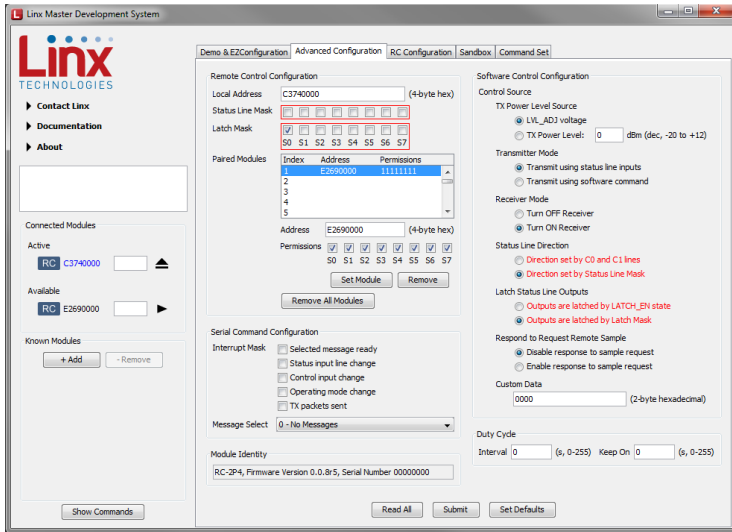 Linx Master Development System
Linx
TECHNOLOGIES
Contact Linx
Documentation
About
Connected Modules
Active
RC C3740000
Available
RC E2690000
Known Modules
+ Add - Remove
Show Commands
Demo & EZConfiguration Advanced Configuration RC Configuration Sandbox Command Set
Remote Control Configuration
Local Address C3740000 (4-byte hex)
Status Line Mask
Latch Mask
S0 S1 S2 S3 S4 S5 S6 S7
Paired Modules Index Address Permissions
1 E2690000 11111111
2
3
4
5
Address E2690000 (4-byte hex)
Permissions
S0 S1 S2 S3 S4 S5 S6 S7
Set Module Remove
Remove All Modules
Serial Command Configuration
Interrupt Mask Selected message ready
Status input line change
Control input change
Operating mode change
TX packets sent
Message Select 0 - No Messages
Module Identity
RC-2P4, Firmware Version 0.0.8r5, Serial Number 00000000
Software Control Configuration
Control Source
TX Power Level Source
LVL_ADJ voltage
TX Power Level: 0 dBm (dec, -20 to +12)
Transmitter Mode
Transmit using status line inputs
Transmit using software command
Receiver Mode
Turn OFF Receiver
Turn ON Receiver
Status Line Direction
Direction set by C0 and C1 lines
Direction set by Status Line Mask
Latch Status Line Outputs
Outputs are latched by LATCH_EN state
Outputs are latched by Latch Mask
Respond to Request Remote Sample
Disable response to sample request
Enable response to sample request
Custom Data
0000 (2-byte hexadecimal)
Duty Cycle
Interval 0 (s, 0-255) Keep On 0 (s, 0-255)
Read All Submit Set Defaults